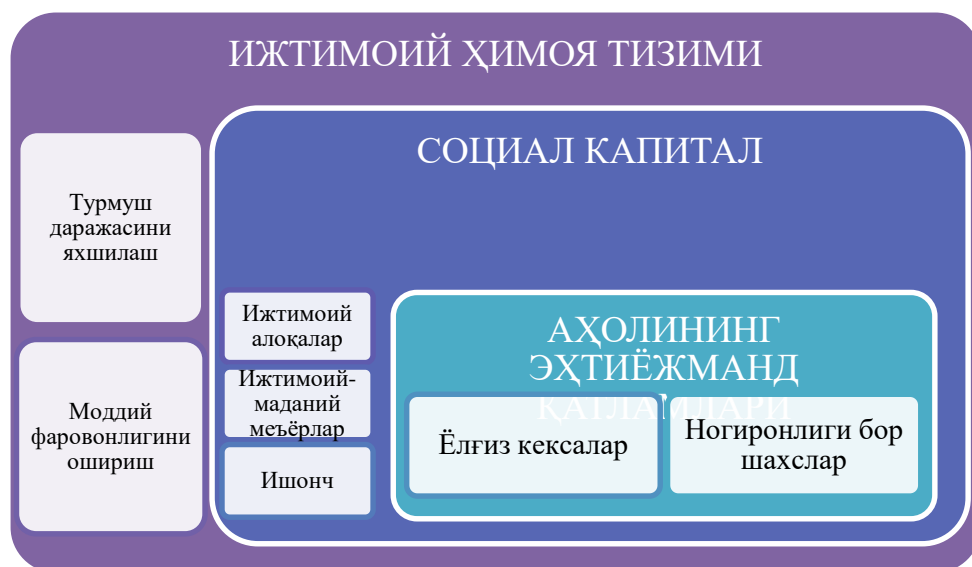 ИЖТИМОИЙ ҲИМОЯ ТИЗИМИ
СОЦИАЛ КАПИТАЛ
Турмуш
даражасини
яхшилаш
Моддий
фаровонлигини
ошириш
Ижтимоий
алоқалар
Ижтимоий-
маданий
меъёрлар
Ишонч
АҲОЛИНИНГ
ЭҲТИЁЖМАНД
ҚАТЛАМЛАРИ
Ёлғиз кексалар
Ногиронлиги бор
шахслар